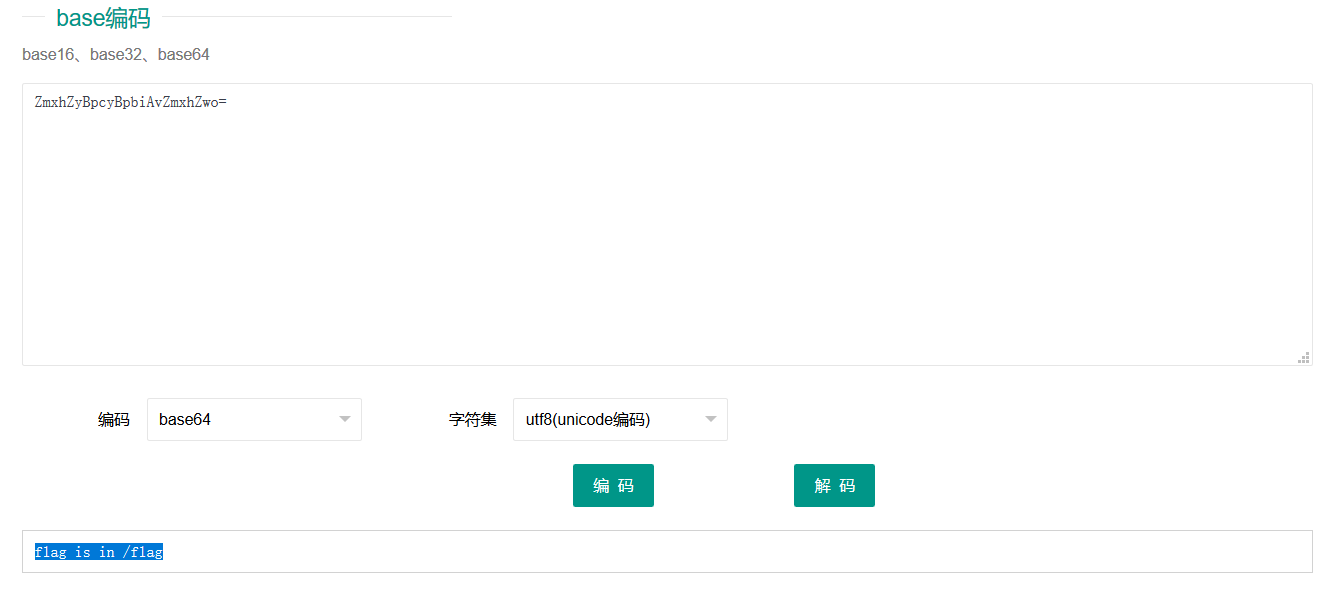 base编码
base16、base32、base64
ZmxhZyBpcyBpbiAvZmxhZwo=
编码 base64 字符集 utf8(unicode编码)
编 码 解 码
flag is in /flag